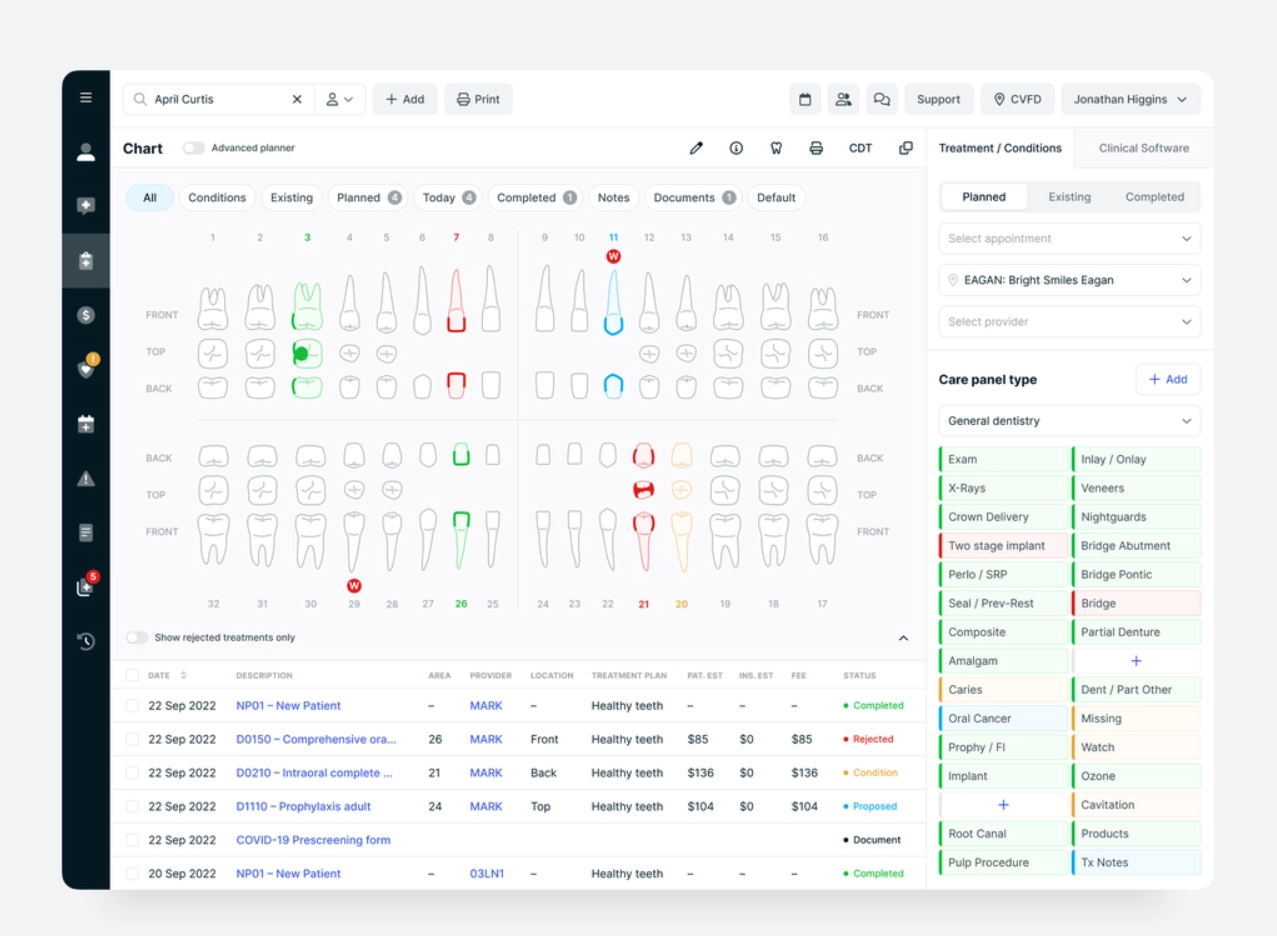 April Curtis Add Print Support CVFD Jonathan Higgins
Chart Advanced planner CDT Treatment / Conditions Clinical Software
All Conditions Existing Planned 4 Today 4 Completed 1 Notes Documents 1 Default
1 2 3 4 5 6 7 8 9 10 11 12 13 14 15 16
W
FRONT FRONT
TOP TOP
BACK BACK
BACK BACK
TOP TOP
FRONT FRONT
W
32 31 30 29 28 27 26 25 24 23 22 21 20 19 18 17
Show rejected treatments only
DATE DESCRIPTION AREA PROVIDER LOCATION TREATMENT PLAN PAT. EST INS. EST FEE STATUS
22 Sep 2022 NP01 – New Patient – MARK – Healthy teeth – – – Completed
22 Sep 2022 D0150 – Comprehensive ora... 26 MARK Front Healthy teeth $85 $0 $85 Rejected
22 Sep 2022 D0210 – Intraoral complete ... 21 MARK Back Healthy teeth $136 $0 $136 Condition
22 Sep 2022 D1110 – Prophylaxis adult 24 MARK Top Healthy teeth $104 $0 $104 Proposed
22 Sep 2022 COVID-19 Prescreening form Document
20 Sep 2022 NP01 – New Patient – 03LN1 – Healthy teeth – – – Completed
Planned Existing Completed
Select appointment
EAGAN: Bright Smiles Eagan
Select provider
Care panel type + Add
General dentistry
Exam Inlay / Onlay
X-Rays Veneers
Crown Delivery Nightguards
Two stage implant Bridge Abutment
Perlo / SRP Bridge Pontic
Seal / Prev-Rest Bridge
Composite Partial Denture
Amalgam +
Caries Dent / Part Other
Oral Cancer Missing
Prophy / Fl Watch
Implant Ozone
+ Cavitation
Root Canal Products
Pulp Procedure Tx Notes
$
!
5